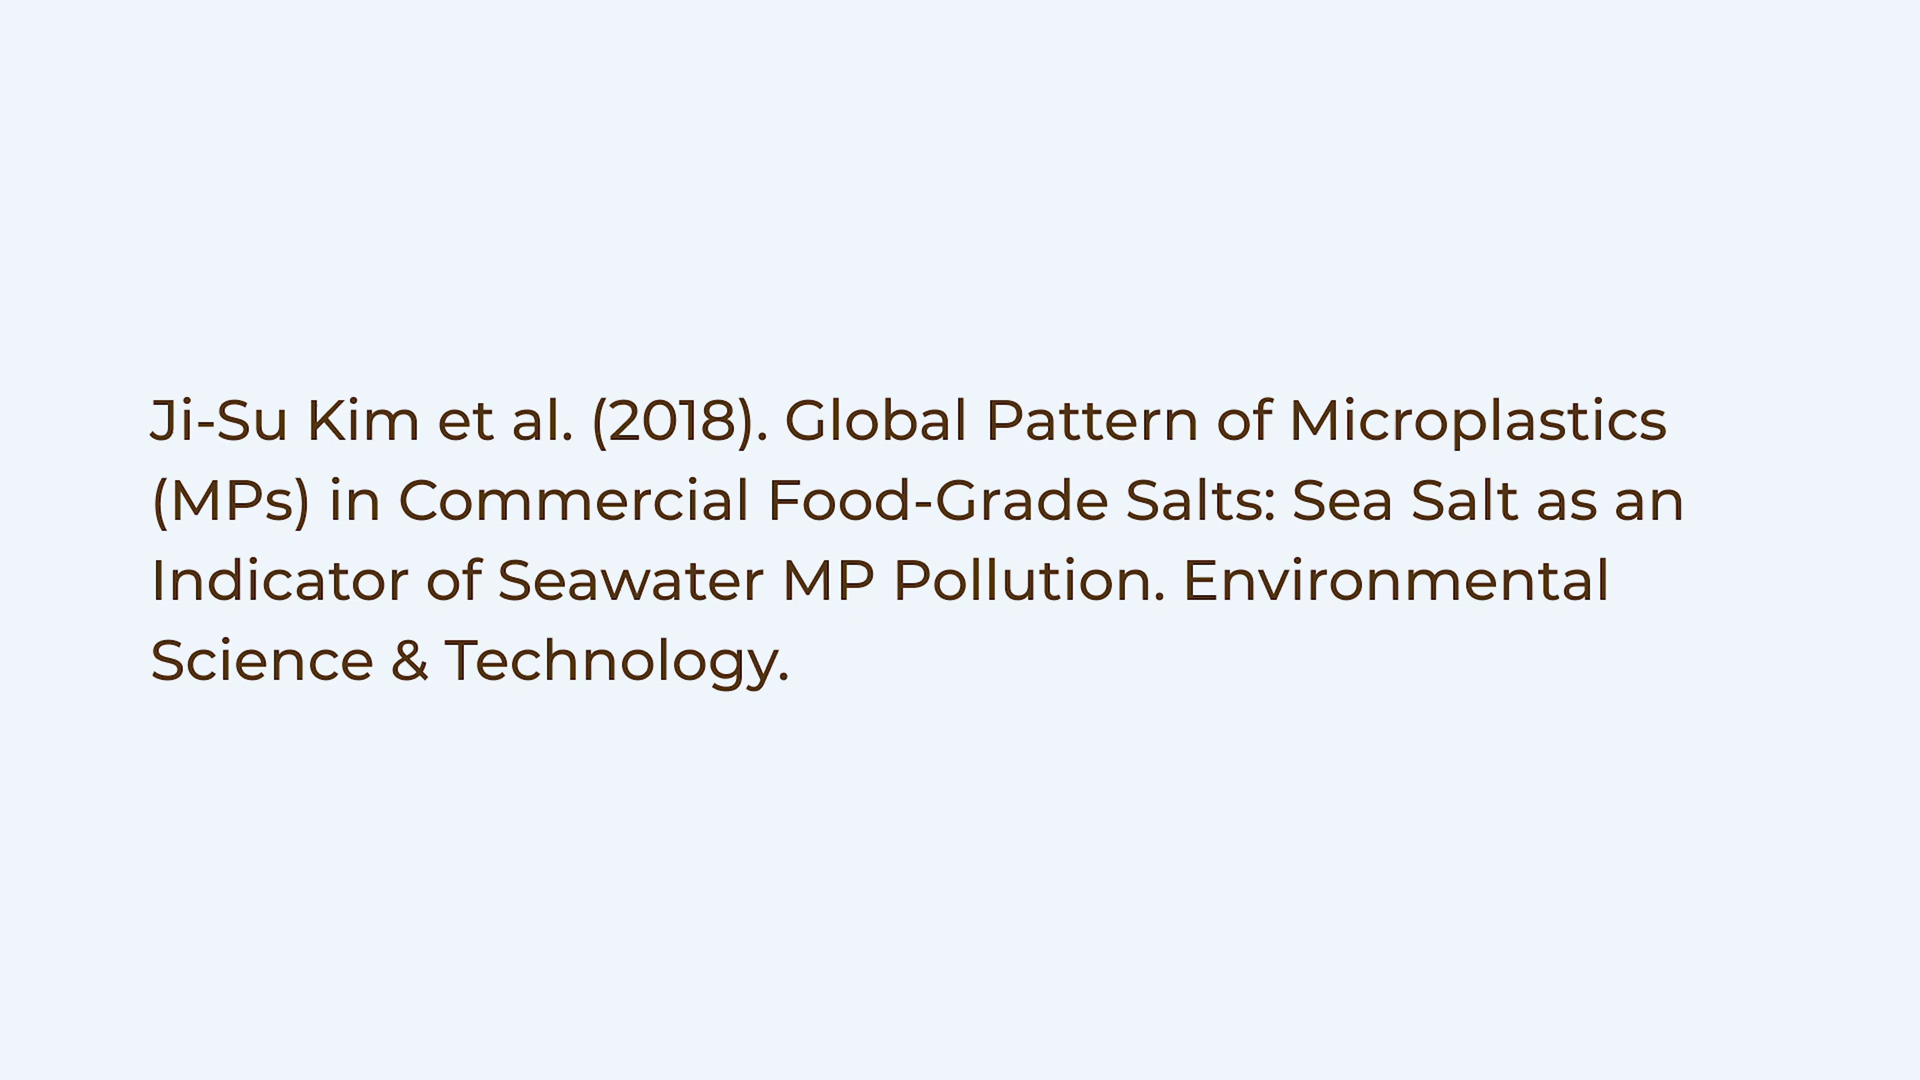 Ji-Su Kim et al. (2018). Global Pattern of Microplastics
(MPs) in Commercial Food-Grade Salts: Sea Salt as an
Indicator of Seawater MP Pollution. Environmental
Science & Technology.